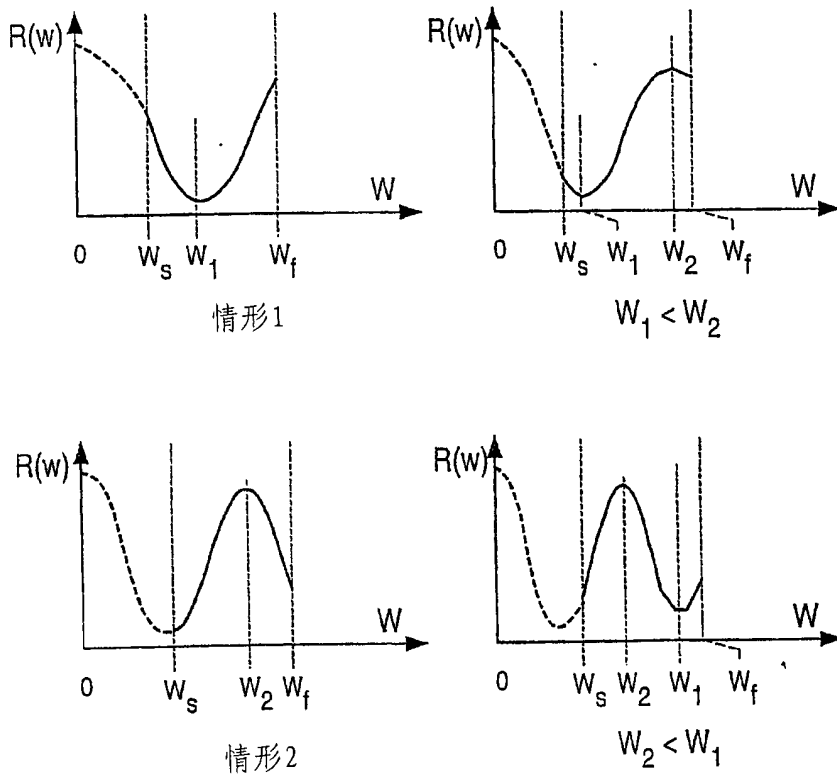 R(w)
W
0 Ws W1 Wf
情形1
R(w)
W
0 Ws W1 W2 Wf
W1 < W2
R(w)
W
0 Ws W2 Wf
情形2
R(w)
W
0 Ws W2 W1 Wf
W2 < W1